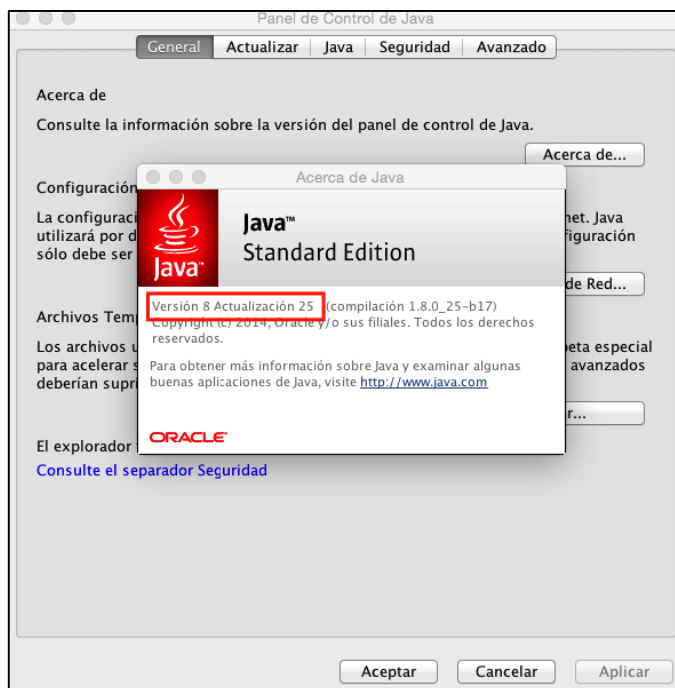 Panel de Control de Java
General Actualizar Java Seguridad Avanzado
Acerca de
Consulte la información sobre la versión del panel de control de Java.
Acerca de...
Acerca de Java
Configuración
La configuraci net. Java
utilizará por d figuración
sólo debe ser
de Red...
Java™
Standard Edition
Java™
Versión 8 Actualización 25 (compilación 1.8.0_25-b17)
Copyright (c) 2014, Oracle y/o sus filiales. Todos los derechos
reservados.
Para obtener más información sobre Java y examinar algunas
buenas aplicaciones de Java, visite http://www.java.com
ORACLE
Archivos Tem
Los archivos u peta especial
para acelerar s avanzados
deberían supri
r...
El explorador
Consulte el separador Seguridad
Aceptar Cancelar Aplicar